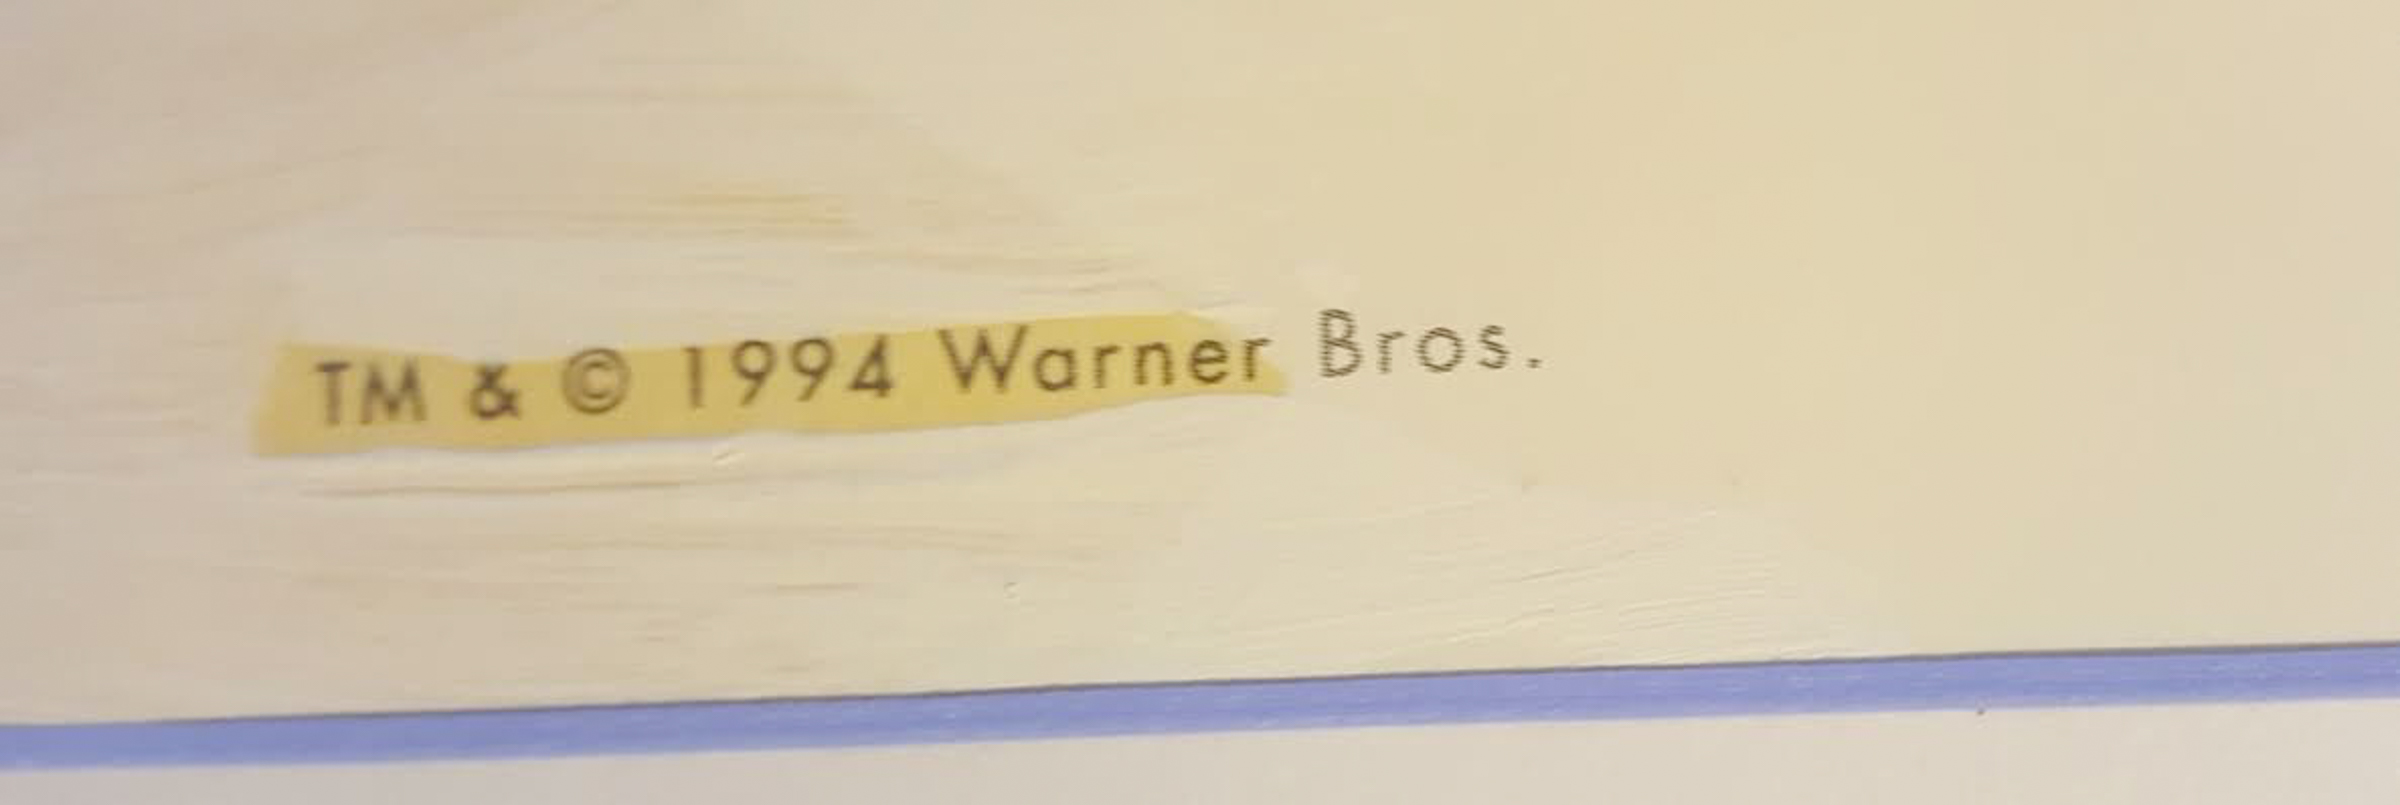 TM & © 1994 Warner Bros.